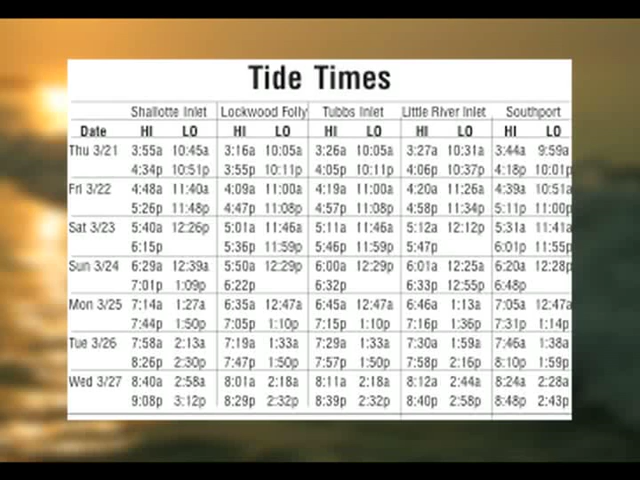 Tide Times
Shallotte Inlet Lockwood Folly Tubbs Inlet Little River Inlet Southport
Date HI LO HI LO HI LO HI LO HI LO
Thu 3/21 3:55a 10:45a 3:16a 10:05a 3:26a 10:05a 3:27a 10:31a 3:44a 9:59a
4:34p 10:51p 3:55p 10:11p 4:05p 10:11p 4:06p 10:37p 4:18p 10:01p
Fri 3/22 4:48a 11:40a 4:09a 11:00a 4:19a 11:00a 4:20a 11:26a 4:39a 10:51a
5:26p 11:48p 4:47p 11:08p 4:57p 11:08p 4:58p 11:34p 5:11p 11:00p
Sat 3/23 5:40a 12:26p 5:01a 11:46a 5:11a 11:46a 5:12a 12:12p 5:31a 11:41a
6:15p 5:36p 11:59p 5:46p 11:59p 5:47p 6:01p 11:55p
Sun 3/24 6:29a 12:39a 5:50a 12:29p 6:00a 12:29p 6:01a 12:25a 6:20a 12:28p
7:01p 1:09p 6:22p 6:32p 6:33p 12:55p 6:48p
Mon 3/25 7:14a 1:27a 6:35a 12:47a 6:45a 12:47a 6:46a 1:13a 7:05a 12:47a
7:44p 1:50p 7:05p 1:10p 7:15p 1:10p 7:16p 1:36p 7:31p 1:14p
Tue 3/26 7:58a 2:13a 7:19a 1:33a 7:29a 1:33a 7:30a 1:59a 7:46a 1:38a
8:26p 2:30p 7:47p 1:50p 7:57p 1:50p 7:58p 2:16p 8:10p 1:59p
Wed 3/27 8:40a 2:58a 8:01a 2:18a 8:11a 2:18a 8:12a 2:44a 8:24a 2:28a
9:08p 3:12p 8:29p 2:32p 8:39p 2:32p 8:40p 2:58p 8:48p 2:43p